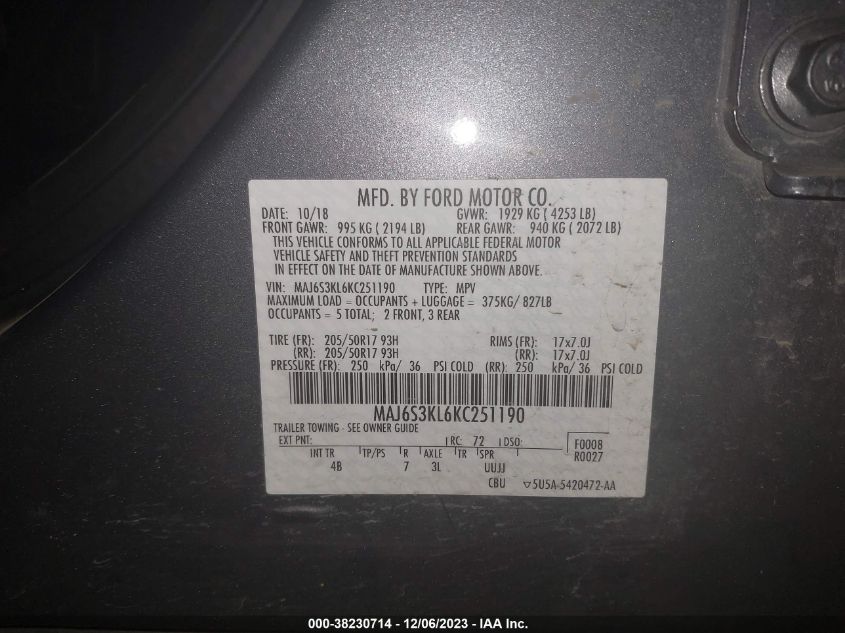 MFD. BY FORD MOTOR CO.
DATE: 10/18 GVWR: 1929 KG ( 4253 LB)
FRONT GAWR: 995 KG ( 2194 LB) REAR GAWR: 940 KG ( 2072 LB)
THIS VEHICLE CONFORMS TO ALL APPLICABLE FEDERAL MOTOR
VEHICLE SAFETY AND THEFT PREVENTION STANDARDS
IN EFFECT ON THE DATE OF MANUFACTURE SHOWN ABOVE.
VIN: MAJ6S3KL6KC251190 TYPE: MPV
MAXIMUM LOAD = OCCUPANTS + LUGGAGE = 375KG/ 827LB
OCCUPANTS = 5 TOTAL; 2 FRONT, 3 REAR
TIRE (FR): 205/50R17 93H RIMS (FR): 17x7.0J
(RR): 205/50R17 93H (RR): 17x7.0J
PRESSURE (FR): 250 kPa/ 36 PSI COLD (RR): 250 kPa/ 36 PSI COLD
MAJ6S3KL6KC251190
TRAILER TOWING - SEE OWNER GUIDE
EXT PNT: RC: 72 DSO: F0008
INT TR TP/PS R AXLE TR SPR R0027
4B 7 3L UUJJ
CBU 5U5A-5420472-AA
000-38230714 - 12/06/2023 - IAA Inc.